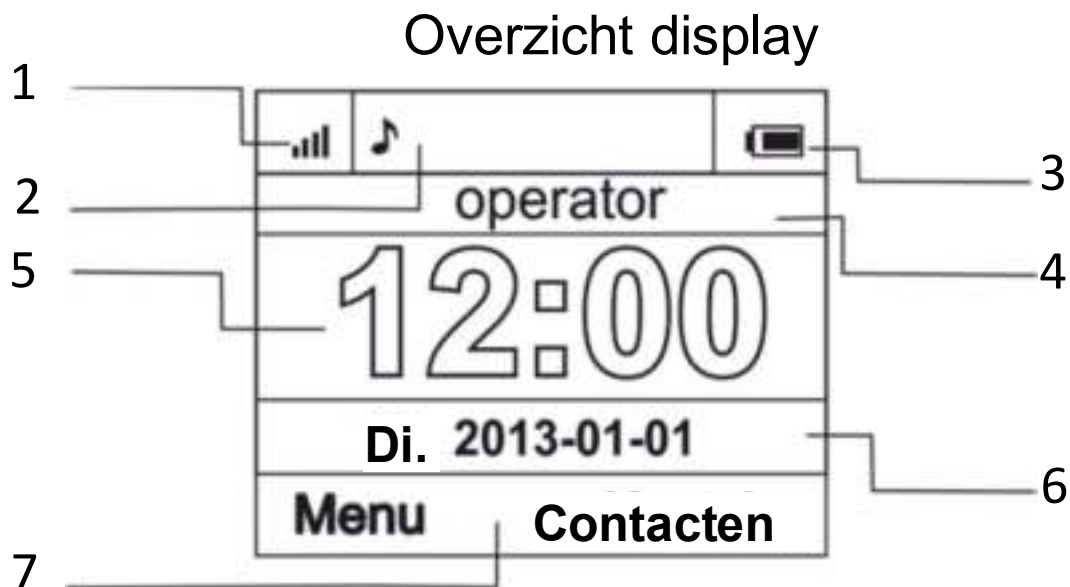 Overzicht display
1
2
3
operator
4
5
12:00
Di. 2013-01-01
6
Menu Contacten
7